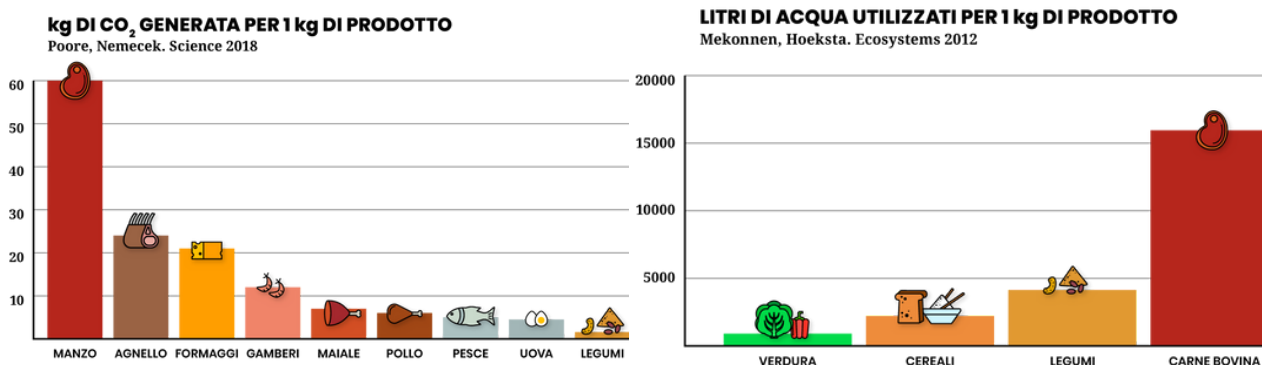 kg DI CO₂ GENERATA PER 1 kg DI PRODOTTO
Poore, Nemecek. Science 2018
60
50
40
30
20
10
MANZO AGNELLO FORMAGGI GAMBERI MAIALE POLLO PESCE UOVA LEGUMI
LITRI DI ACQUA UTILIZZATI PER 1 kg DI PRODOTTO
Mekonnen, Hoeksta. Ecosystems 2012
20000
15000
10000
5000
VERDURA CEREALI LEGUMI CARNE BOVINA